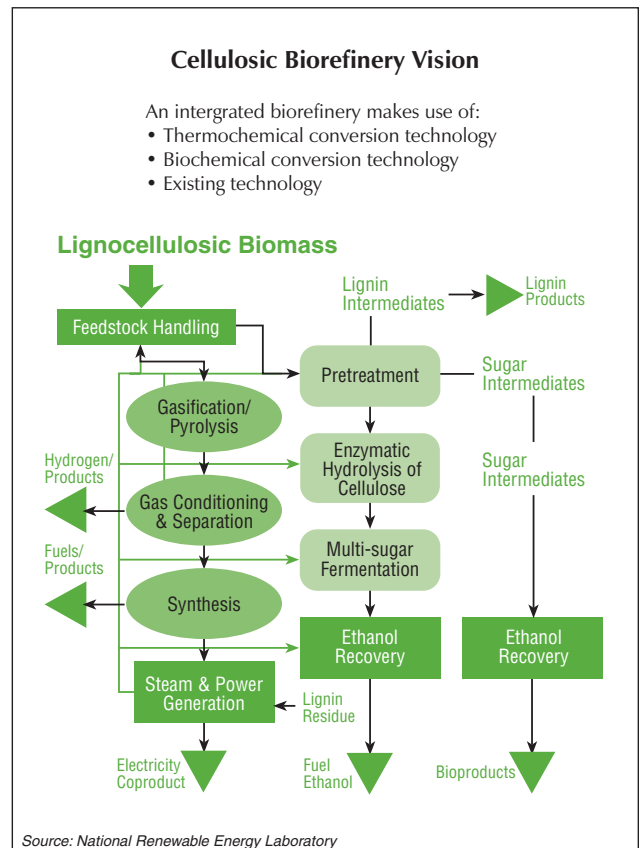 Cellulosic Biorefinery Vision
An intergrated biorefinery makes use of:
• Thermochemical conversion technology
• Biochemical conversion technology
• Existing technology
Lignocellulosic Biomass
Feedstock Handling
Lignin
Intermediates
Lignin
Products
Pretreatment
Sugar
Intermediates
Gasification/
Pyrolysis
Enzymatic
Hydrolysis of
Cellulose
Hydrogen/
Products
Sugar
Intermediates
Gas Conditioning
& Separation
Multi-sugar
Fermentation
Fuels/
Products
Synthesis
Ethanol
Recovery
Ethanol
Recovery
Steam & Power
Generation
Lignin
Residue
Electricity
Coproduct
Fuel
Ethanol
Bioproducts
Source: National Renewable Energy Laboratory